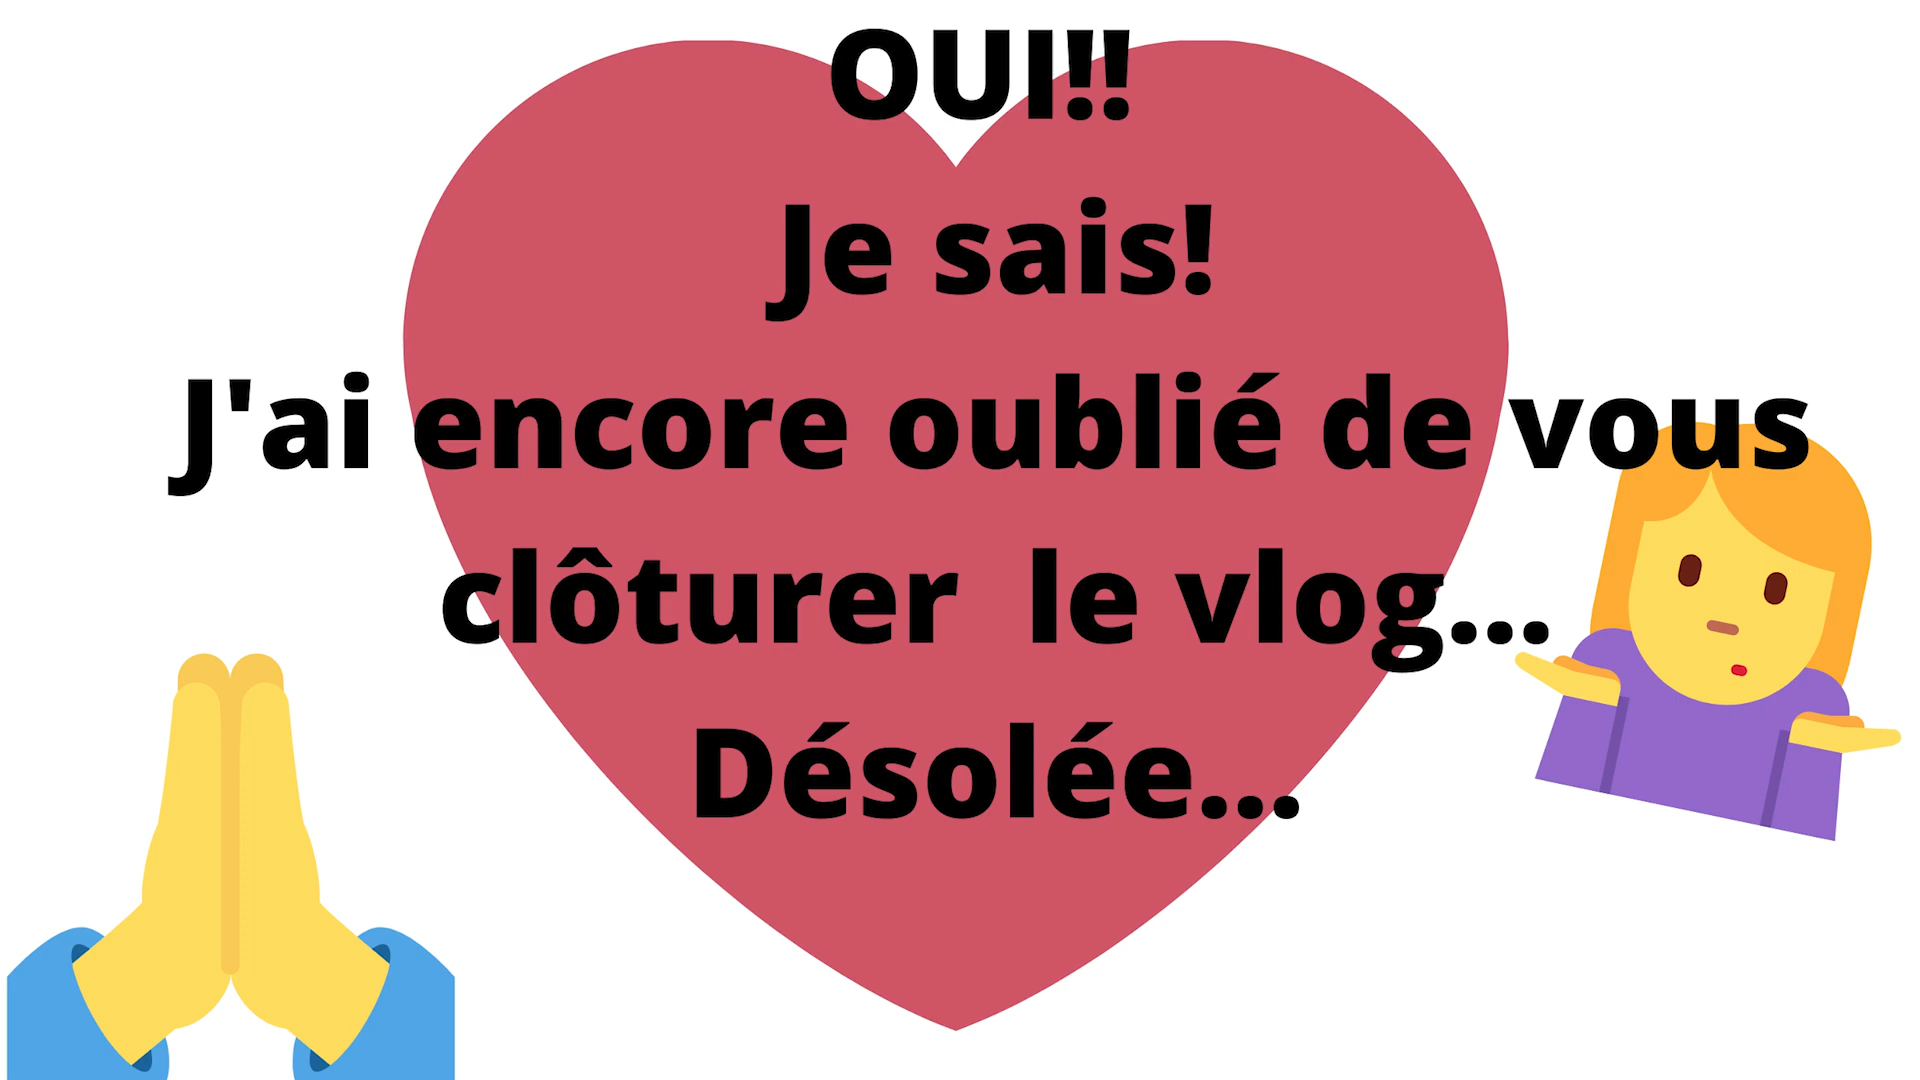 OUI!!
Je sais!
J'ai encore oublié de vous
clôturer  le vlog...
Désolée...